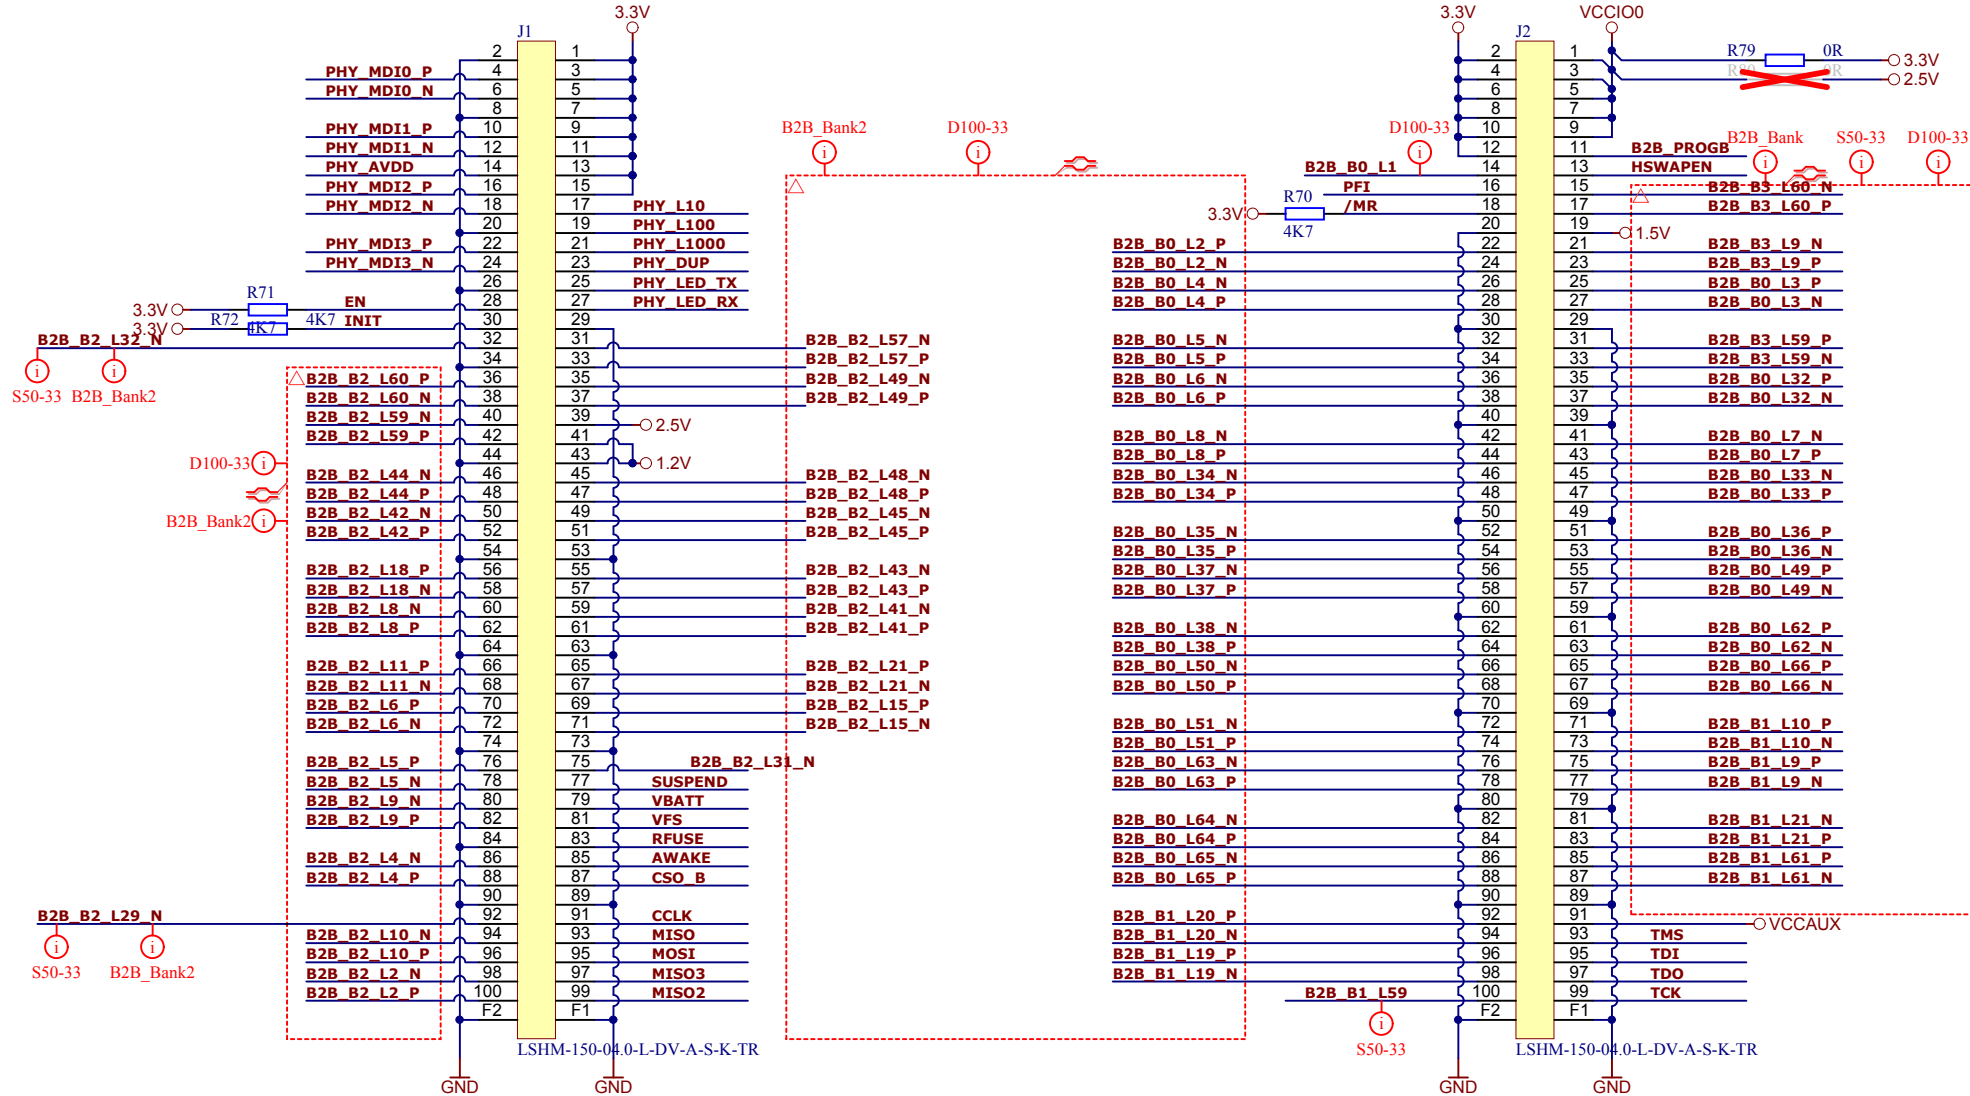 3.3V
3.3V
VCCIO0
J1
J2
2 1
PHY_MDI0_P 4 3
PHY_MDI0_N 6 5
8 7
PHY_MDI1_P 10 9
PHY_MDI1_N 12 11
PHY_AVDD 14 13
PHY_MDI2_P 16 15
PHY_MDI2_N 18 17 PHY_L10
20 19 PHY_L100
PHY_MDI3_P 22 21 PHY_L1000
PHY_MDI3_N 24 23 PHY_DUP
26 25 PHY_LED_TX
R71
3.3V EN 28 27 PHY_LED_RX
3.3V R72 4K7 4K7 INIT 30 29
B2B_B2_L32_N 32 31 B2B_B2_L57_N
34 33 B2B_B2_L57_P
i i
S50-33 B2B_Bank2
B2B_B2_L60_P 36 35 B2B_B2_L49_N
B2B_B2_L60_N 38 37 B2B_B2_L49_P
B2B_B2_L59_N 40 39 2.5V
B2B_B2_L59_P 42 41
D100-33 i 44 43 1.2V
B2B_B2_L44_N 46 45 B2B_B2_L48_N
B2B_B2_L44_P 48 47 B2B_B2_L48_P
B2B_Bank2 i B2B_B2_L42_N 50 49 B2B_B2_L45_N
B2B_B2_L42_P 52 51 B2B_B2_L45_P
54 53
B2B_B2_L18_P 56 55 B2B_B2_L43_N
B2B_B2_L18_N 58 57 B2B_B2_L43_P
B2B_B2_L8_N 60 59 B2B_B2_L41_N
B2B_B2_L8_P 62 61 B2B_B2_L41_P
64 63
B2B_B2_L11_P 66 65 B2B_B2_L21_P
B2B_B2_L11_N 68 67 B2B_B2_L21_N
B2B_B2_L6_P 70 69 B2B_B2_L15_P
B2B_B2_L6_N 72 71 B2B_B2_L15_N
74 73
B2B_B2_L5_P 76 75 B2B_B2_L31_N
B2B_B2_L5_N 78 77 SUSPEND
B2B_B2_L9_N 80 79 VBATT
B2B_B2_L9_P 82 81 VFS
84 83 RFUSE
B2B_B2_L4_N 86 85 AWAKE
B2B_B2_L4_P 88 87 CSO_B
90 89
B2B_B2_L29_N 92 91 CCLK
i i
S50-33 B2B_Bank2
B2B_B2_L10_N 94 93 MISO
B2B_B2_L10_P 96 95 MOSI
B2B_B2_L2_N 98 97 MISO3
B2B_B2_L2_P 100 99 MISO2
F2 F1
LSHM-150-04.0-L-DV-A-S-K-TR
GND GND
B2B_Bank2 D100-33
i i
2 1 R79 0R 3.3V
4 3 R80 0R 2.5V
6 5
8 7
D100-33 10 9 B2B_Bank S50-33 D100-33
i 12 11 B2B_PROGB i i i
B2B_B0_L1 14 13 HSWAPEN
PFI 16 15 B2B_B3_L60_N
3.3V R70 4K7 /MR 18 17 B2B_B3_L60_P
20 19 1.5V
B2B_B0_L2_P 22 21 B2B_B3_L9_N
B2B_B0_L2_N 24 23 B2B_B3_L9_P
B2B_B0_L4_N 26 25 B2B_B0_L3_P
B2B_B0_L4_P 28 27 B2B_B0_L3_N
30 29
B2B_B0_L5_N 32 31 B2B_B3_L59_P
B2B_B0_L5_P 34 33 B2B_B3_L59_N
B2B_B0_L6_N 36 35 B2B_B0_L32_P
B2B_B0_L6_P 38 37 B2B_B0_L32_N
40 39
B2B_B0_L8_N 42 41 B2B_B0_L7_N
B2B_B0_L8_P 44 43 B2B_B0_L7_P
B2B_B0_L34_N 46 45 B2B_B0_L33_N
B2B_B0_L34_P 48 47 B2B_B0_L33_P
50 49
B2B_B0_L35_N 52 51 B2B_B0_L36_P
B2B_B0_L35_P 54 53 B2B_B0_L36_N
B2B_B0_L37_N 56 55 B2B_B0_L49_P
B2B_B0_L37_P 58 57 B2B_B0_L49_N
60 59
B2B_B0_L38_N 62 61 B2B_B0_L62_P
B2B_B0_L38_P 64 63 B2B_B0_L62_N
B2B_B0_L50_N 66 65 B2B_B0_L66_P
B2B_B0_L50_P 68 67 B2B_B0_L66_N
70 69
B2B_B0_L51_N 72 71 B2B_B1_L10_P
B2B_B0_L51_P 74 73 B2B_B1_L10_N
B2B_B0_L63_N 76 75 B2B_B1_L9_P
B2B_B0_L63_P 78 77 B2B_B1_L9_N
80 79
B2B_B0_L64_N 82 81 B2B_B1_L21_N
B2B_B0_L64_P 84 83 B2B_B1_L21_P
B2B_B0_L65_N 86 85 B2B_B1_L61_P
B2B_B0_L65_P 88 87 B2B_B1_L61_N
90 89
B2B_B1_L20_P 92 91 VCCAUX
B2B_B1_L20_N 94 93 TMS
B2B_B1_L19_P 96 95 TDI
B2B_B1_L19_N 98 97 TDO
B2B_B1_L59 100 99 TCK
i F2 F1
S50-33
LSHM-150-04.0-L-DV-A-S-K-TR
GND GND